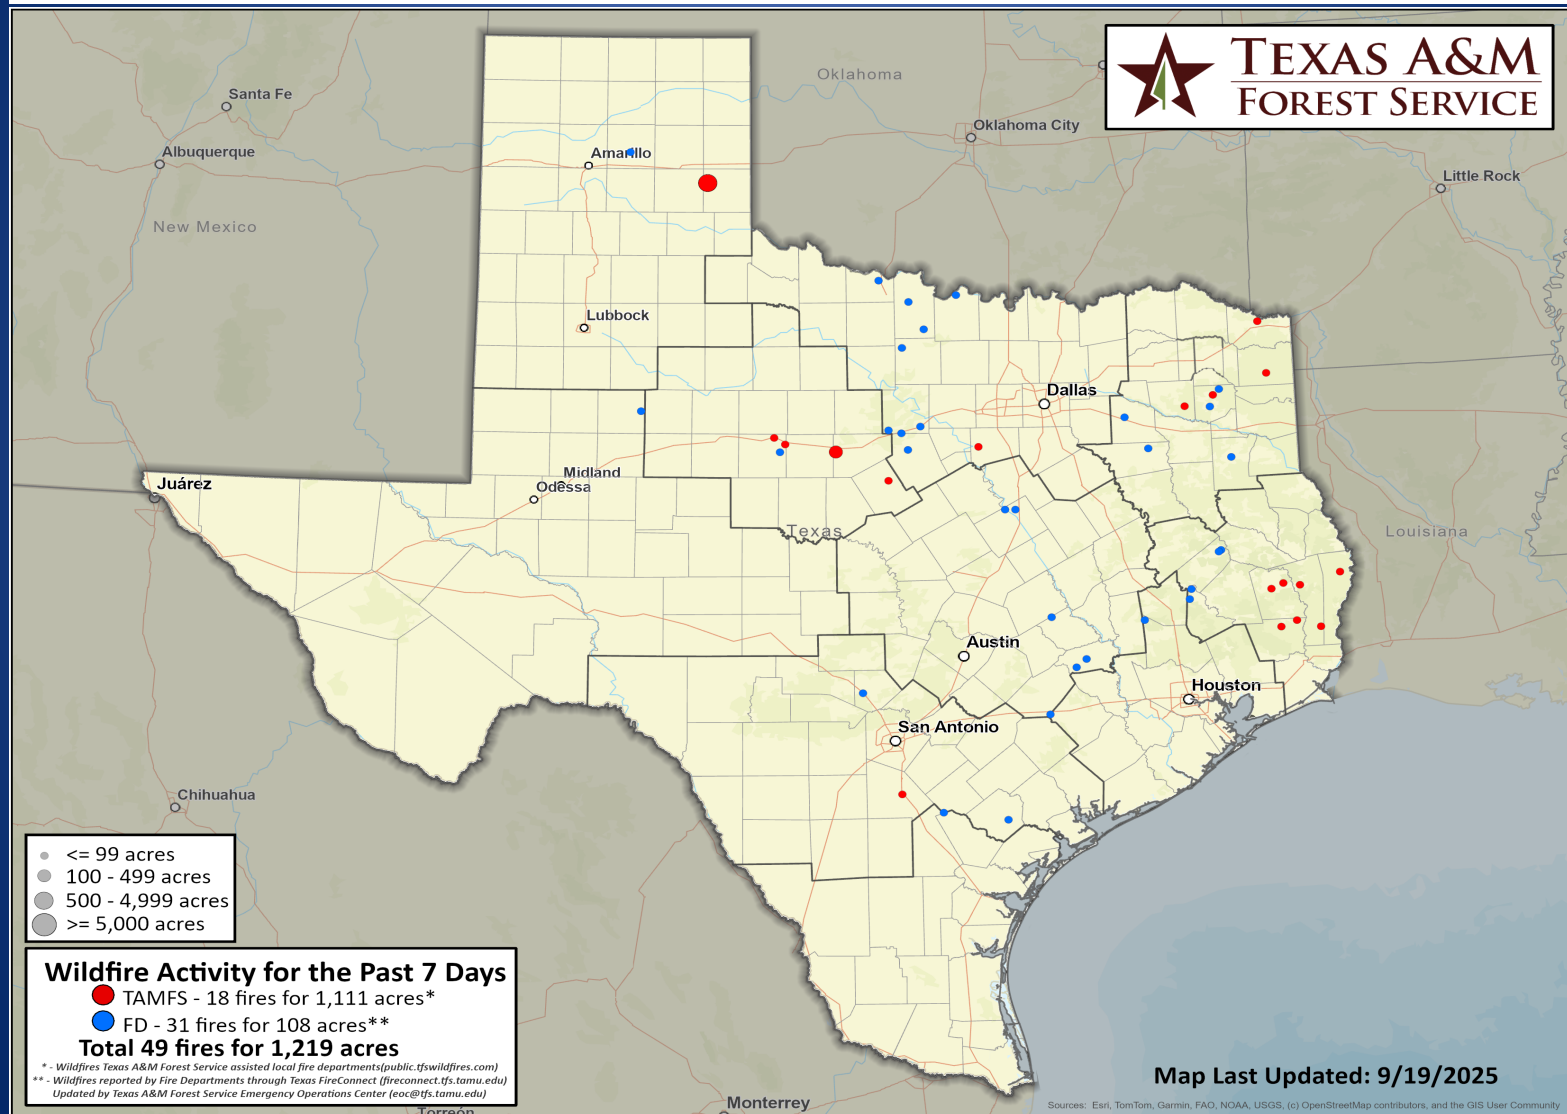 TEXAS A&M
FOREST SERVICE
Oklahoma
Santa Fe
Oklahoma City
Albuquerque
Amarillo
Little Rock
New Mexico
Lubbock
Dallas
Midland
Odessa
Juárez
Texas
Louisiana
Austin
Houston
San Antonio
Chihuahua
<= 99 acres
100 - 499 acres
500 - 4,999 acres
>= 5,000 acres
Wildfire Activity for the Past 7 Days
TAMFS - 18 fires for 1,111 acres*
FD - 31 fires for 108 acres**
Total 49 fires for 1,219 acres
* - Wildfires Texas A&M Forest Service assisted local fire departments(public.tfswildfires.com)
** - Wildfires reported by Fire Departments through Texas FireConnect (fireconnect.tfs.tamu.edu)
Updated by Texas A&M Forest Service Emergency Operations Center (eoc@tfs.tamu.edu)
Map Last Updated: 9/19/2025
Monterrey
Torreón
Sources: Esri, TomTom, Garmin, FAO, NOAA, USGS, (c) OpenStreetMap contributors, and the GIS User Community